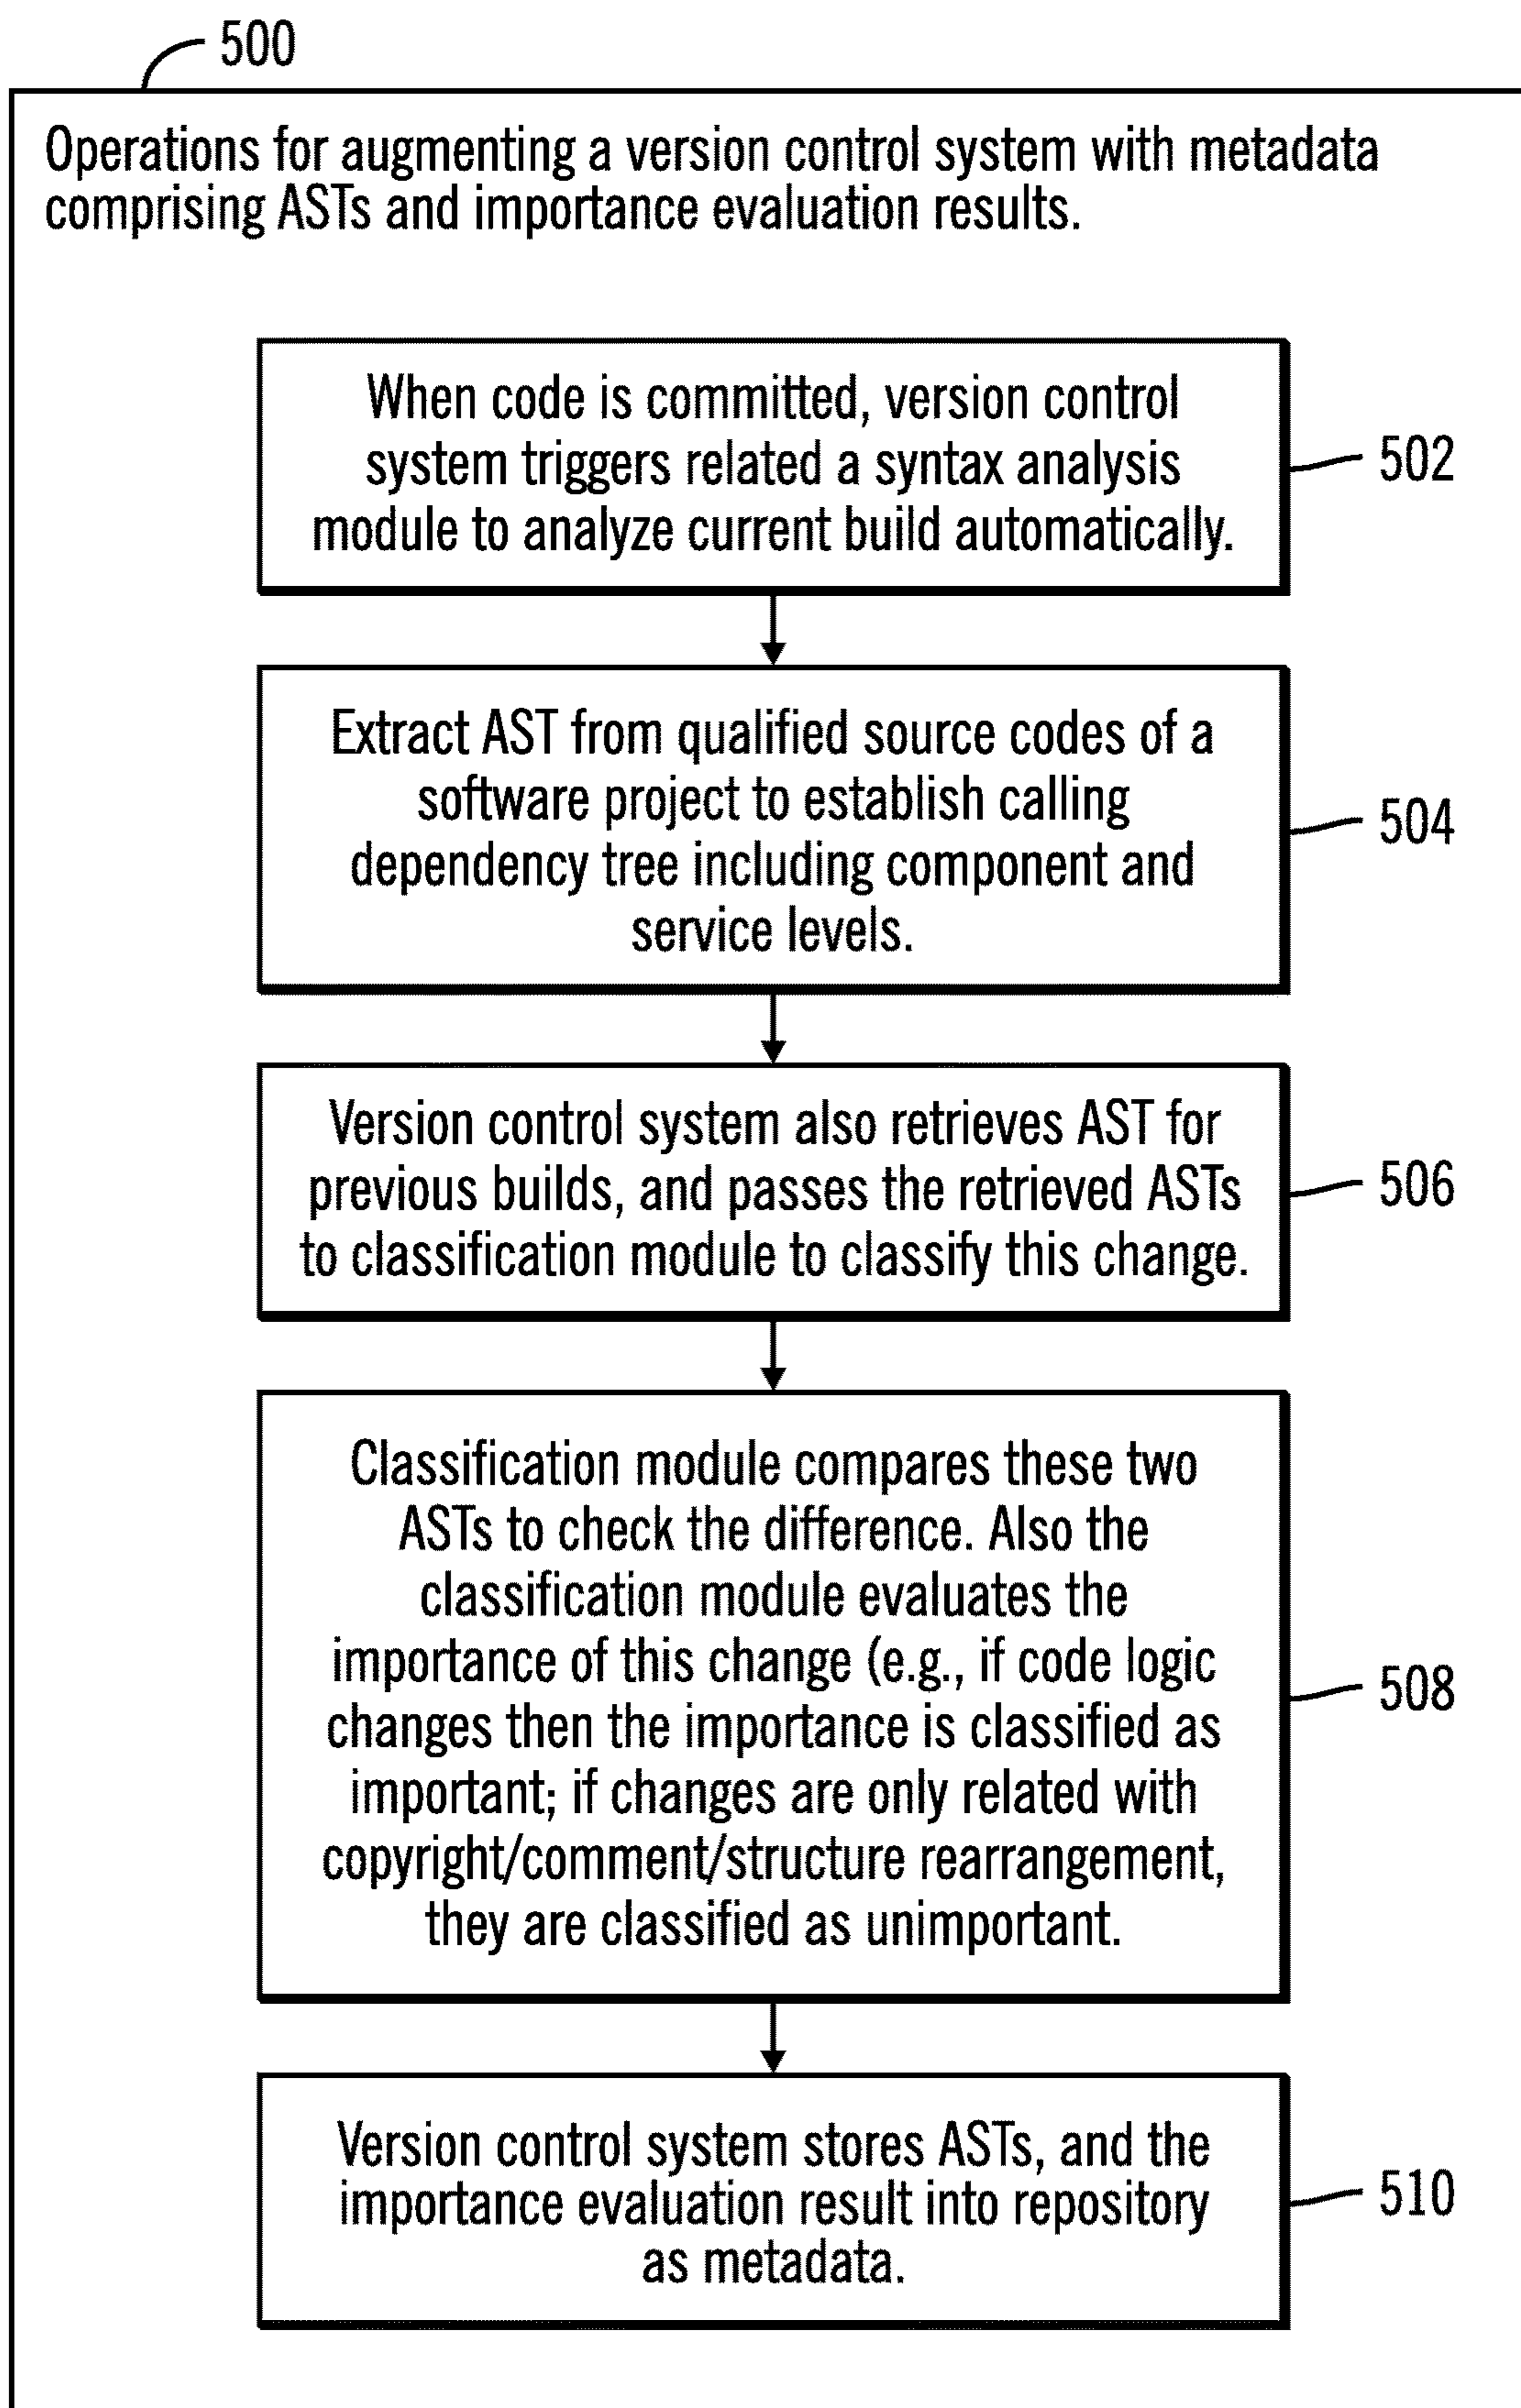 500
Operations for augmenting a version control system with metadata
comprising ASTs and importance evaluation results.
When code is committed, version control
system triggers related a syntax analysis
module to analyze current build automatically.
502
Extract AST from qualified source codes of a
software project to establish calling
dependency tree including component and
service levels.
504
Version control system also retrieves AST for
previous builds, and passes the retrieved ASTs
to classification module to classify this change.
506
Classification module compares these two
ASTs to check the difference. Also the
classification module evaluates the
importance of this change (e.g., if code logic
changes then the importance is classified as
important; if changes are only related with
copyright/comment/structure rearrangement,
they are classified as unimportant.
508
Version control system stores ASTs, and the
importance evaluation result into repository
as metadata.
510